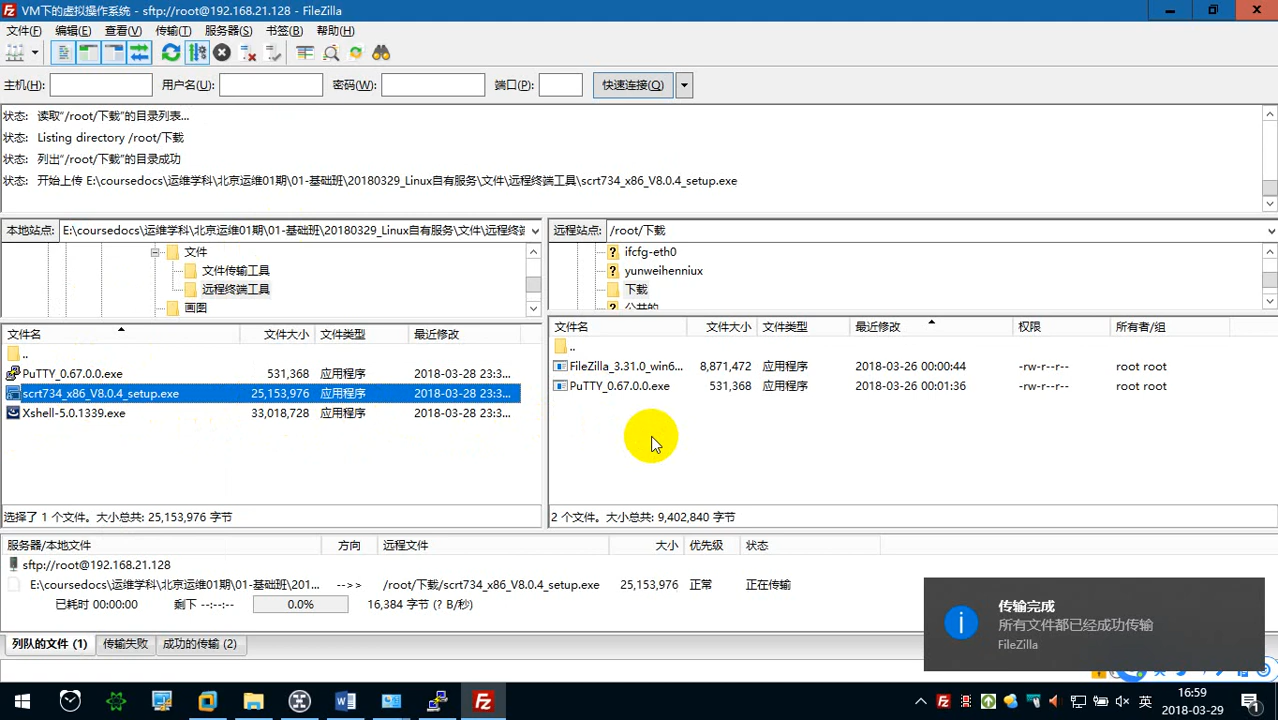 VM下的虚拟操作系统 - sftp://root@192.168.21.128 - FileZilla
文件(F) 编辑(E) 查看(V) 传输(T) 服务器(S) 书签(B) 帮助(H)
主机(H): 用户名(U): 密码(W): 端口(P): 快速连接(Q)
状态: 读取"/root/下载"的目录列表...
状态: Listing directory /root/下载
状态: 列出"/root/下载"的目录成功
状态: 开始上传 E:\coursedocs\运维学科\北京运维01期\01-基础班\20180329_Linux自有服务\文件\远程终端工具\scrt734_x86_V8.0.4_setup.exe
本地站点: E:\coursedocs\运维学科\北京运维01期\01-基础班\20180329_Linux自有服务\文件\远程终端
文件
文件传输工具
远程终端工具
画图
远程站点: /root/下载
ifcfg-eth0
yunweihenniux
下载
公共的
文件名 文件大小 文件类型 最近修改
..
PuTTY_0.67.0.0.exe 531,368 应用程序 2018-03-28 23:3...
scrt734_x86_V8.0.4_setup.exe 25,153,976 应用程序 2018-03-28 23:3...
Xshell-5.0.1339.exe 33,018,728 应用程序 2018-03-28 23:3...
选择了 1 个文件。大小总共: 25,153,976 字节
文件名 文件大小 文件类型 最近修改 权限 所有者/组
..
FileZilla_3.31.0_win6... 8,871,472 应用程序 2018-03-26 00:00:44 -rw-r--r-- root root
PuTTY_0.67.0.0.exe 531,368 应用程序 2018-03-26 00:01:36 -rw-r--r-- root root
2 个文件。大小总共: 9,402,840 字节
服务器/本地文件 方向 远程文件 大小 优先级 状态
sftp://root@192.168.21.128
E:\coursedocs\运维学科\北京运维01期\01-基础班\201... -->> /root/下载/scrt734_x86_V8.0.4_setup.exe 25,153,976 正常 正在传输
已耗时 00:00:00 剩下 --:--:-- 0.0% 16,384 字节 (? B/秒)
传输完成
所有文件都已经成功传输
FileZilla
列队的文件 (1) 传输失败 成功的传输 (2)
英
16:59
2018-03-29
1